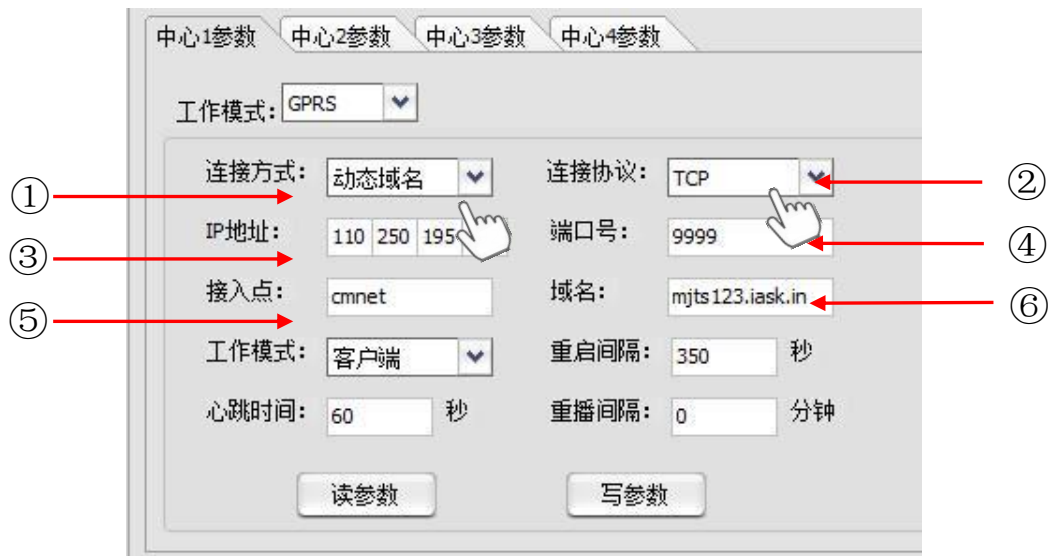 中心1参数 中心2参数 中心3参数 中心4参数
工作模式: GPRS
① 连接方式: 动态域名 连接协议: TCP ②
③ IP地址: 110 250 195 端口号: 9999 ④
⑤ 接入点: cmnet 域名: mjts123.iask.in ⑥
工作模式: 客户端 重启间隔: 350 秒
心跳时间: 60 秒 重播间隔: 0 分钟
读参数 写参数